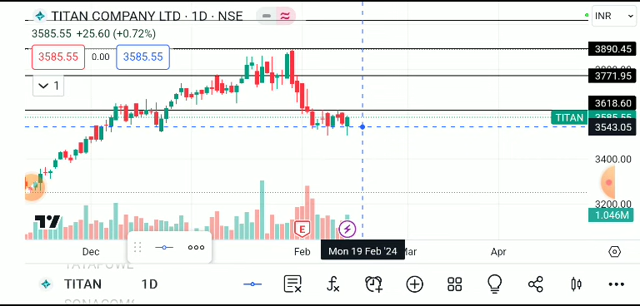 TITAN COMPANY LTD · 1D · NSE
INR
3585.55 +25.60 (+0.72%)
3585.55 0.00 3585.55
1
3890.45
3771.95
3618.60
TITAN 3585.55
3543.05
3400.00
3200.00
1.046M
E
Dec Feb Mon 19 Feb '24 Mar Apr
TATAPOWE
TITAN 1D
SONACOM